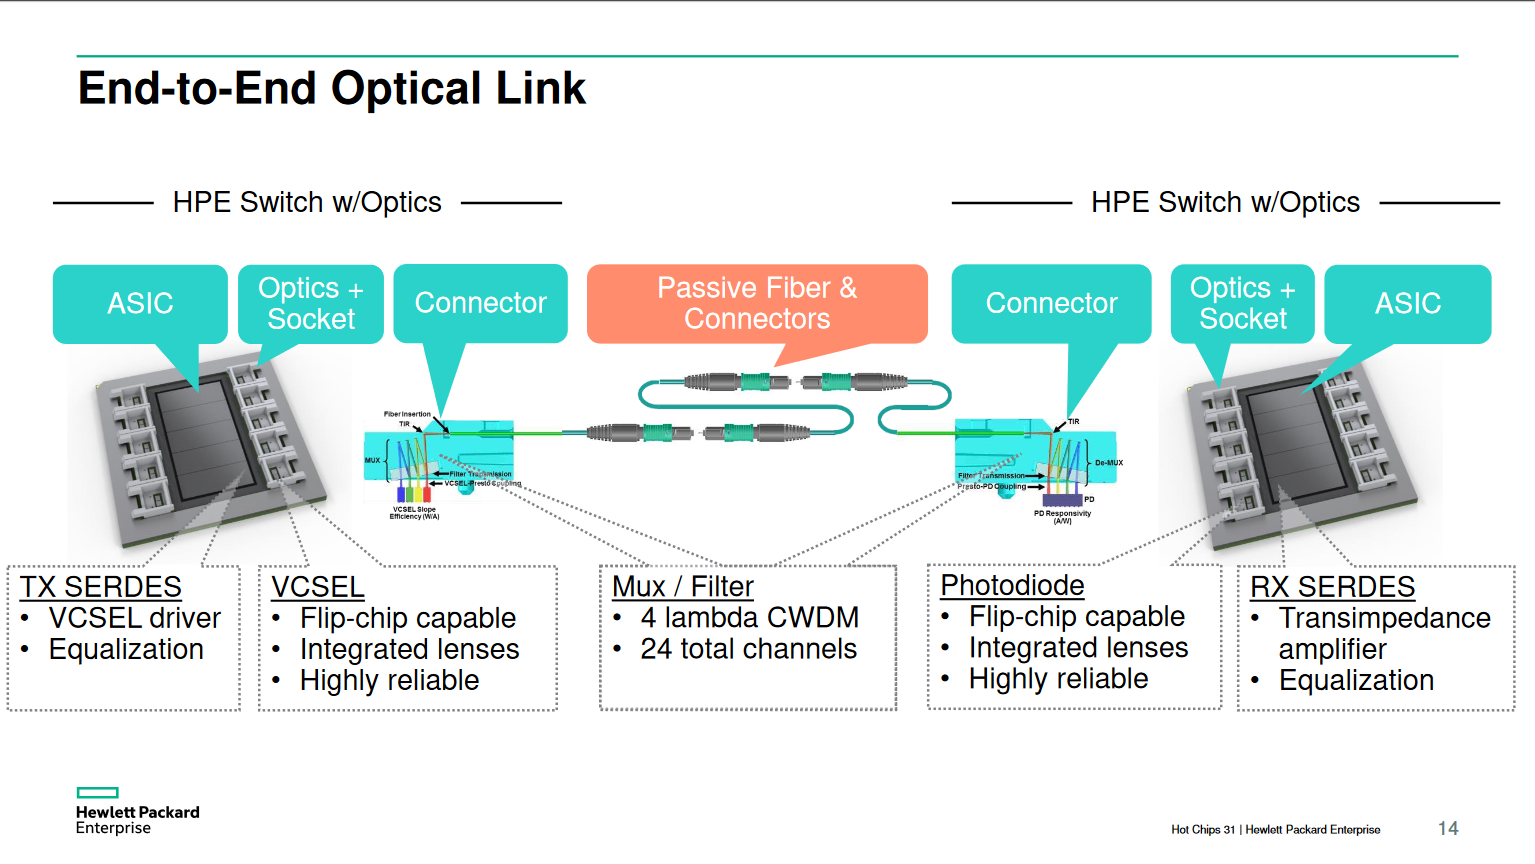 End-to-End Optical Link
HPE Switch w/Optics
HPE Switch w/Optics
ASIC
Optics +
Socket
Connector
Passive Fiber &
Connectors
Connector
Optics +
Socket
ASIC
Fiber Insertion
TIR
MUX
Filter Transmission
VCSEL-Presto Coupling
VCSEL Slope
Efficiency (W/A)
TIR
De-MUX
Filter Transmission
Presto-PD Coupling
PD
PD Responsivity
(A/W)
TX SERDES
• VCSEL driver
• Equalization
VCSEL
• Flip-chip capable
• Integrated lenses
• Highly reliable
Mux / Filter
• 4 lambda CWDM
• 24 total channels
Photodiode
• Flip-chip capable
• Integrated lenses
• Highly reliable
RX SERDES
• Transimpedance
amplifier
• Equalization
Hewlett Packard
Enterprise
Hot Chips 31 | Hewlett Packard Enterprise
14